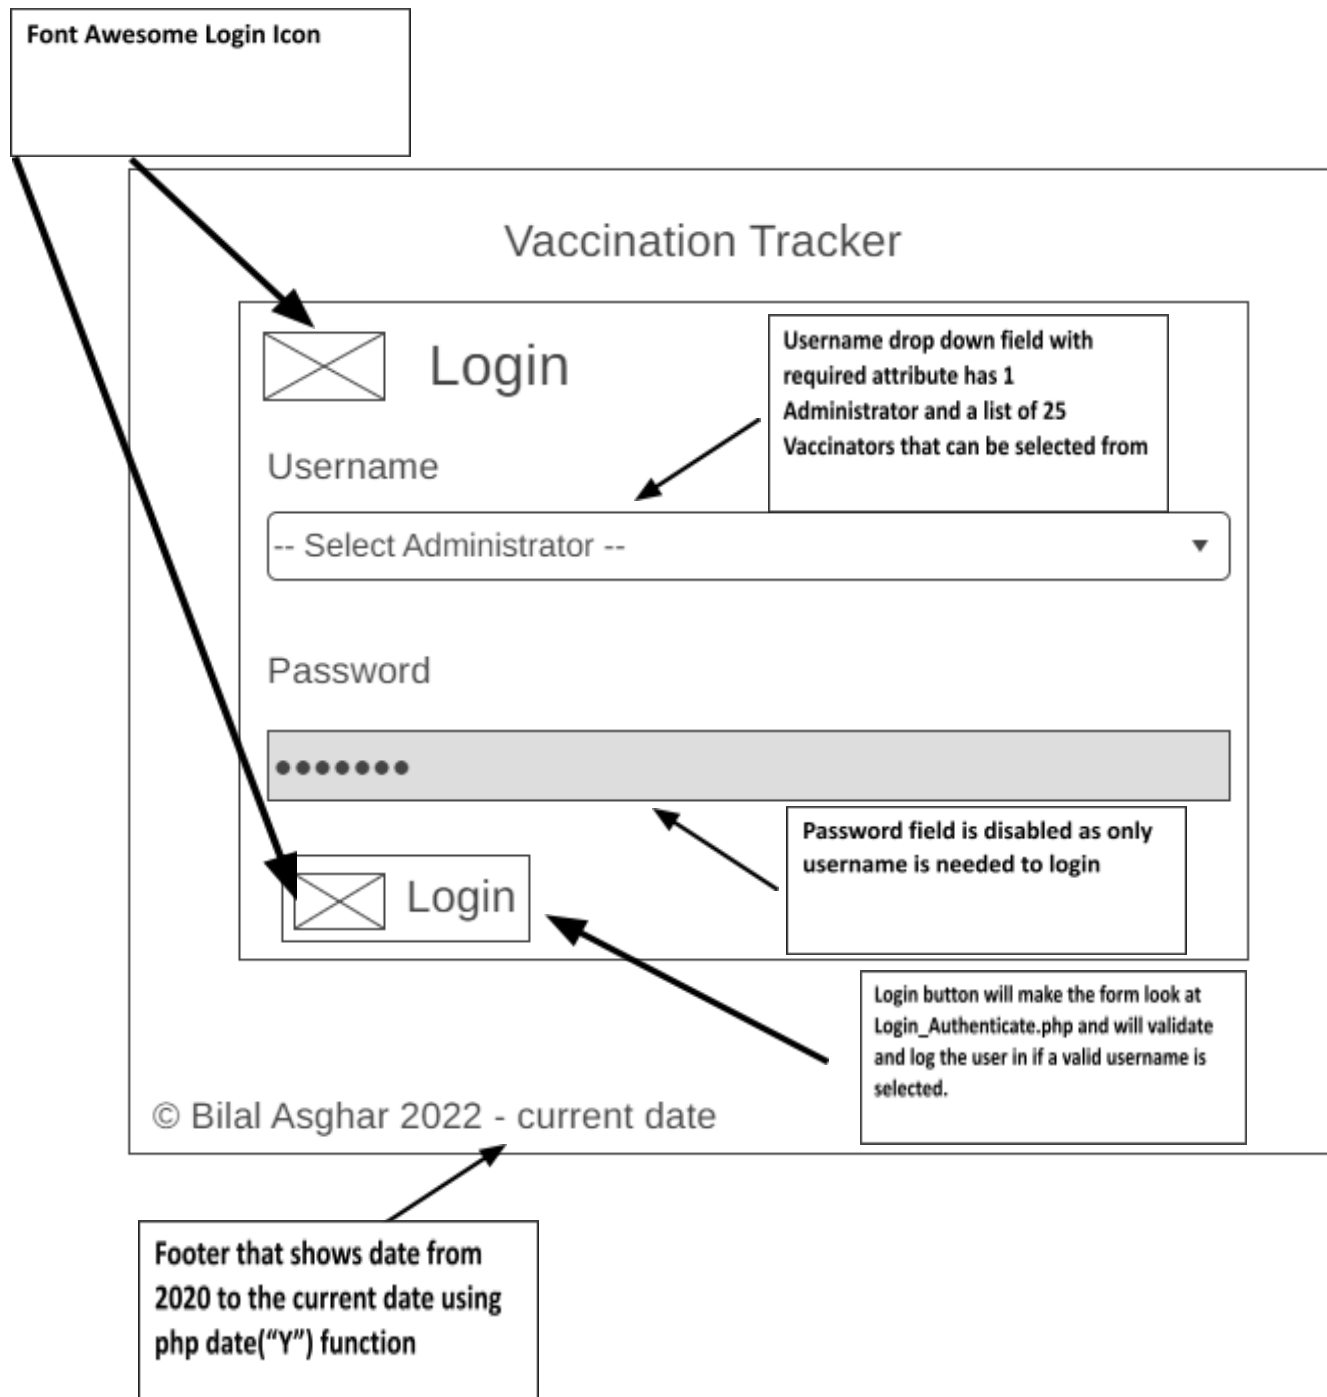 Font Awesome Login Icon
Vaccination Tracker
Login
Username drop down field with
required attribute has 1
Administrator and a list of 25
Vaccinators that can be selected from
Username
-- Select Administrator --
Password
Password field is disabled as only
username is needed to login
Login
Login button will make the form look at
Login_Authenticate.php and will validate
and log the user in if a valid username is
selected.
© Bilal Asghar 2022 - current date
Footer that shows date from
2020 to the current date using
php date(“Y”) function